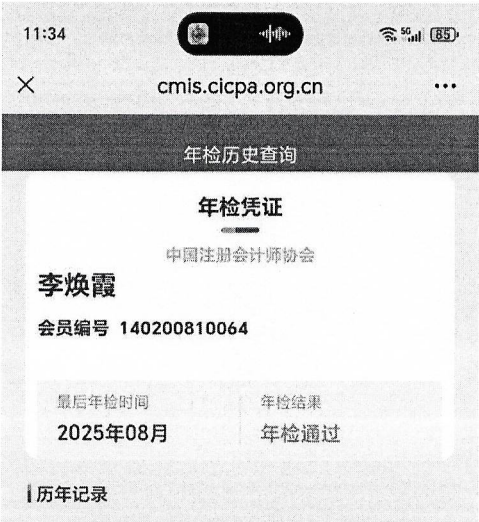 11:34
5G 85
cmis.cicpa.org.cn
年检历史查询
年检凭证
中国注册会计师协会
李焕霞
会员编号 140200810064
最后年检时间 年检结果
2025年08月 年检通过
历年记录